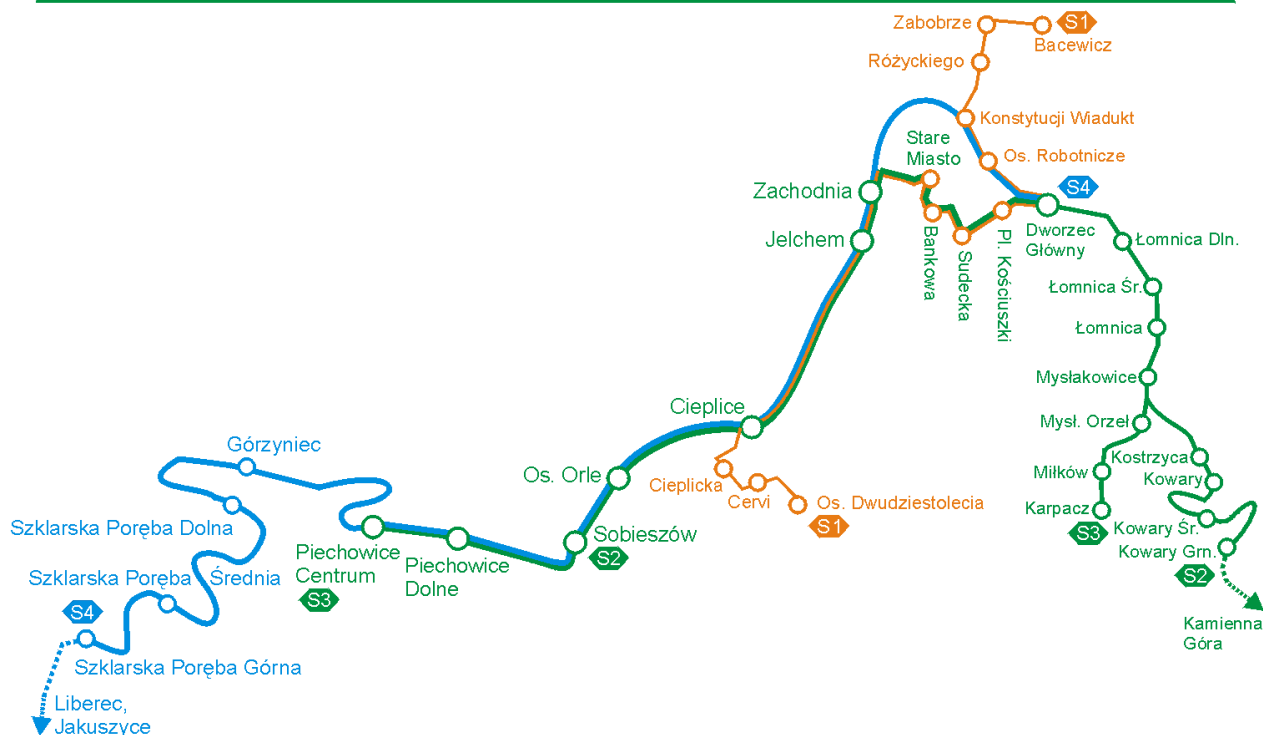 Zabobrze
S1
Bacewicz
Różyckiego
Konstytucji Wiadukt
Stare
Miasto
Os. Robotnicze
Zachodnia
S4
Jelchem
Bankowa
Sudecka
Pl. Kościuszki
Dworzec
Główny
Łomnica Dln.
Łomnica Śr.
Łomnica
Mysłakowice
Cieplice
Mysł. Orzeł
Górzyniec
Kostrzyca
Os. Orle
Cieplicka
Miłków
Kowary
Cervi
Os. Dwudziestolecia
Karpacz
Szklarska Poręba Dolna
S1
Sobieszów
S3
Kowary Śr.
Piechowice
Centrum
Piechowice
Dolne
S2
Kowary Grn.
Szklarska Poręba Średnia
S3
S2
S4
Kamienna
Góra
Szklarska Poręba Górna
Liberec,
Jakuszyce